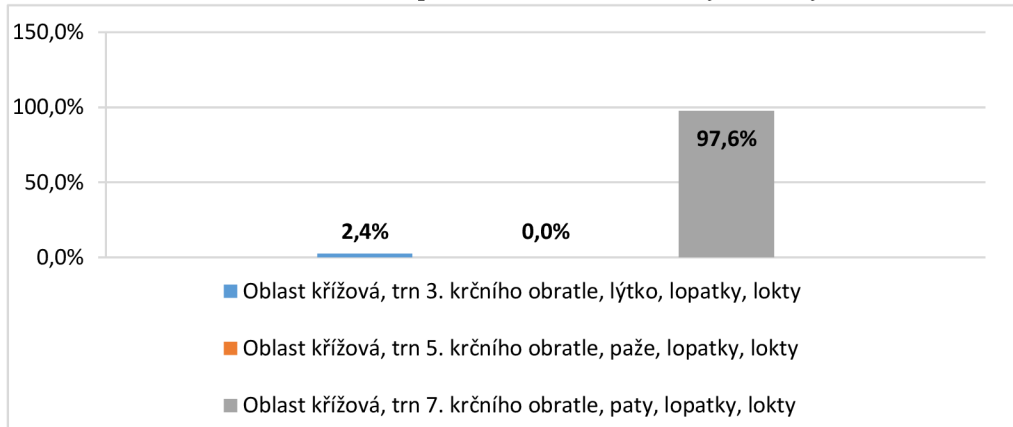 150,0%
100,0%
97,6%
50,0%
2,4%
0,0%
0,0%
Oblast křížová, trn 3. krčního obratle, lýtko, lopatky, lokty
Oblast křížová, trn 5. krčního obratle, paže, lopatky, lokty
Oblast křížová, trn 7. krčního obratle, paty, lopatky, lokty